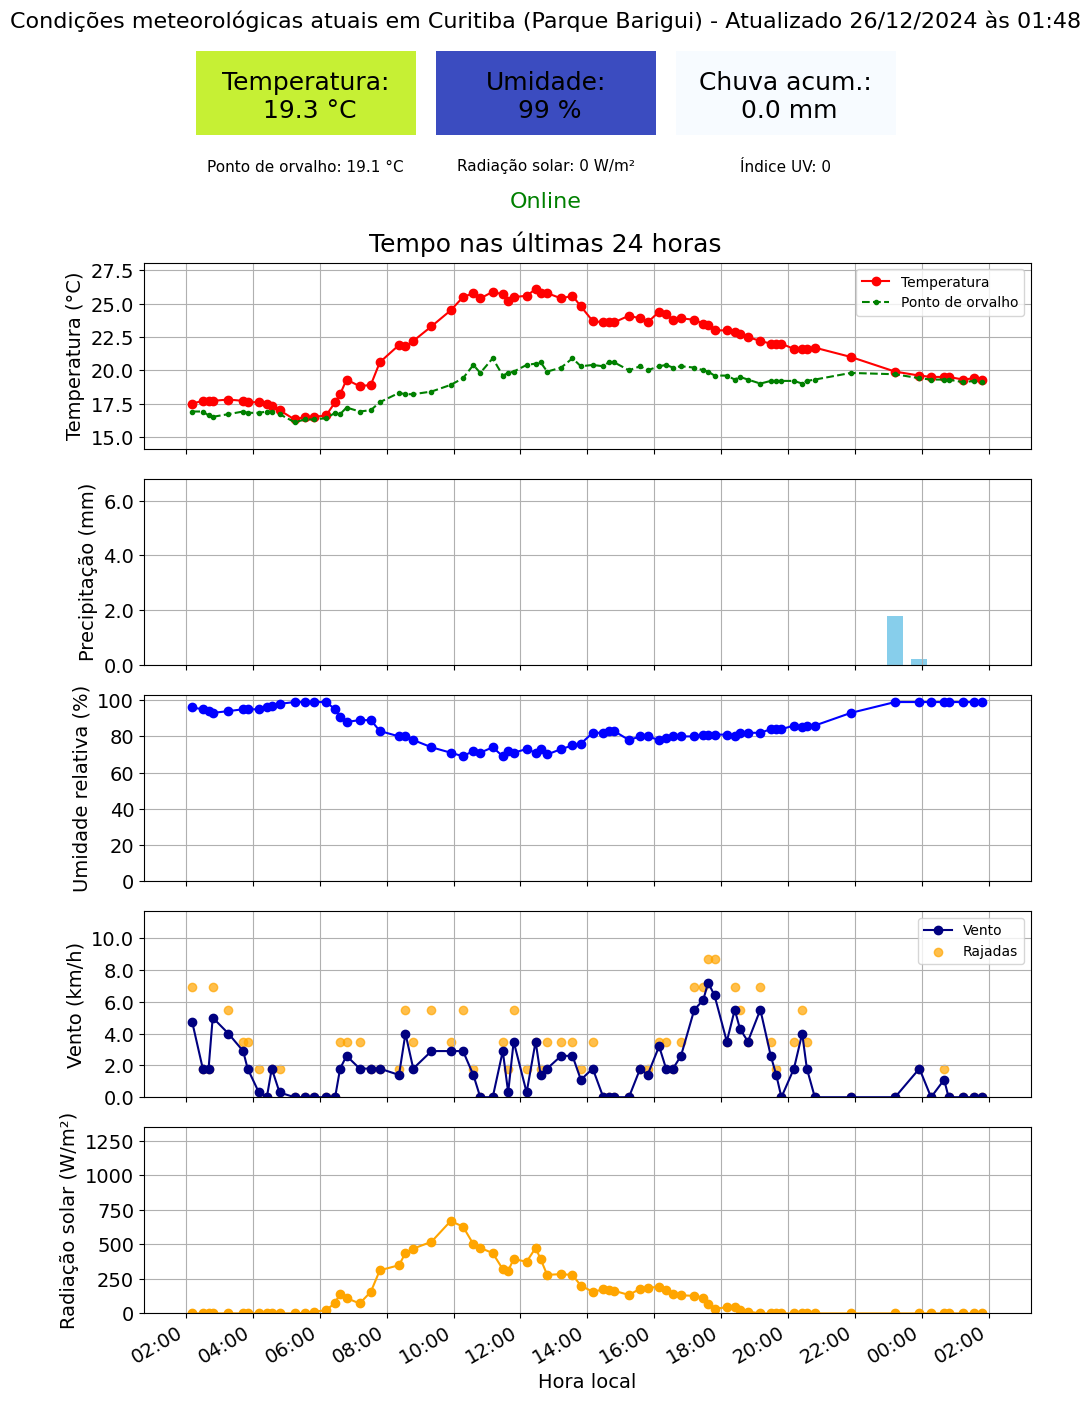 Condições meteorológicas atuais em Curitiba (Parque Barigui) - Atualizado 26/12/2024 às 01:48
Temperatura:
19.3 °C
Umidade:
99 %
Chuva acum.:
0.0 mm
Ponto de orvalho: 19.1 °C
Radiação solar: 0 W/m²
Índice UV: 0
Online
Tempo nas últimas 24 horas
Temperatura (°C)
27.5
25.0
22.5
20.0
17.5
15.0
Temperatura
Ponto de orvalho
Precipitação (mm)
6.0
4.0
2.0
0.0
Umidade relativa (%)
100
80
60
40
20
0
Vento (km/h)
10.0
8.0
6.0
4.0
2.0
0.0
Vento
Rajadas
Radiação solar (W/m²)
1250
1000
750
500
250
0
02:00
04:00
06:00
08:00
10:00
12:00
14:00
16:00
18:00
20:00
22:00
00:00
02:00
Hora local